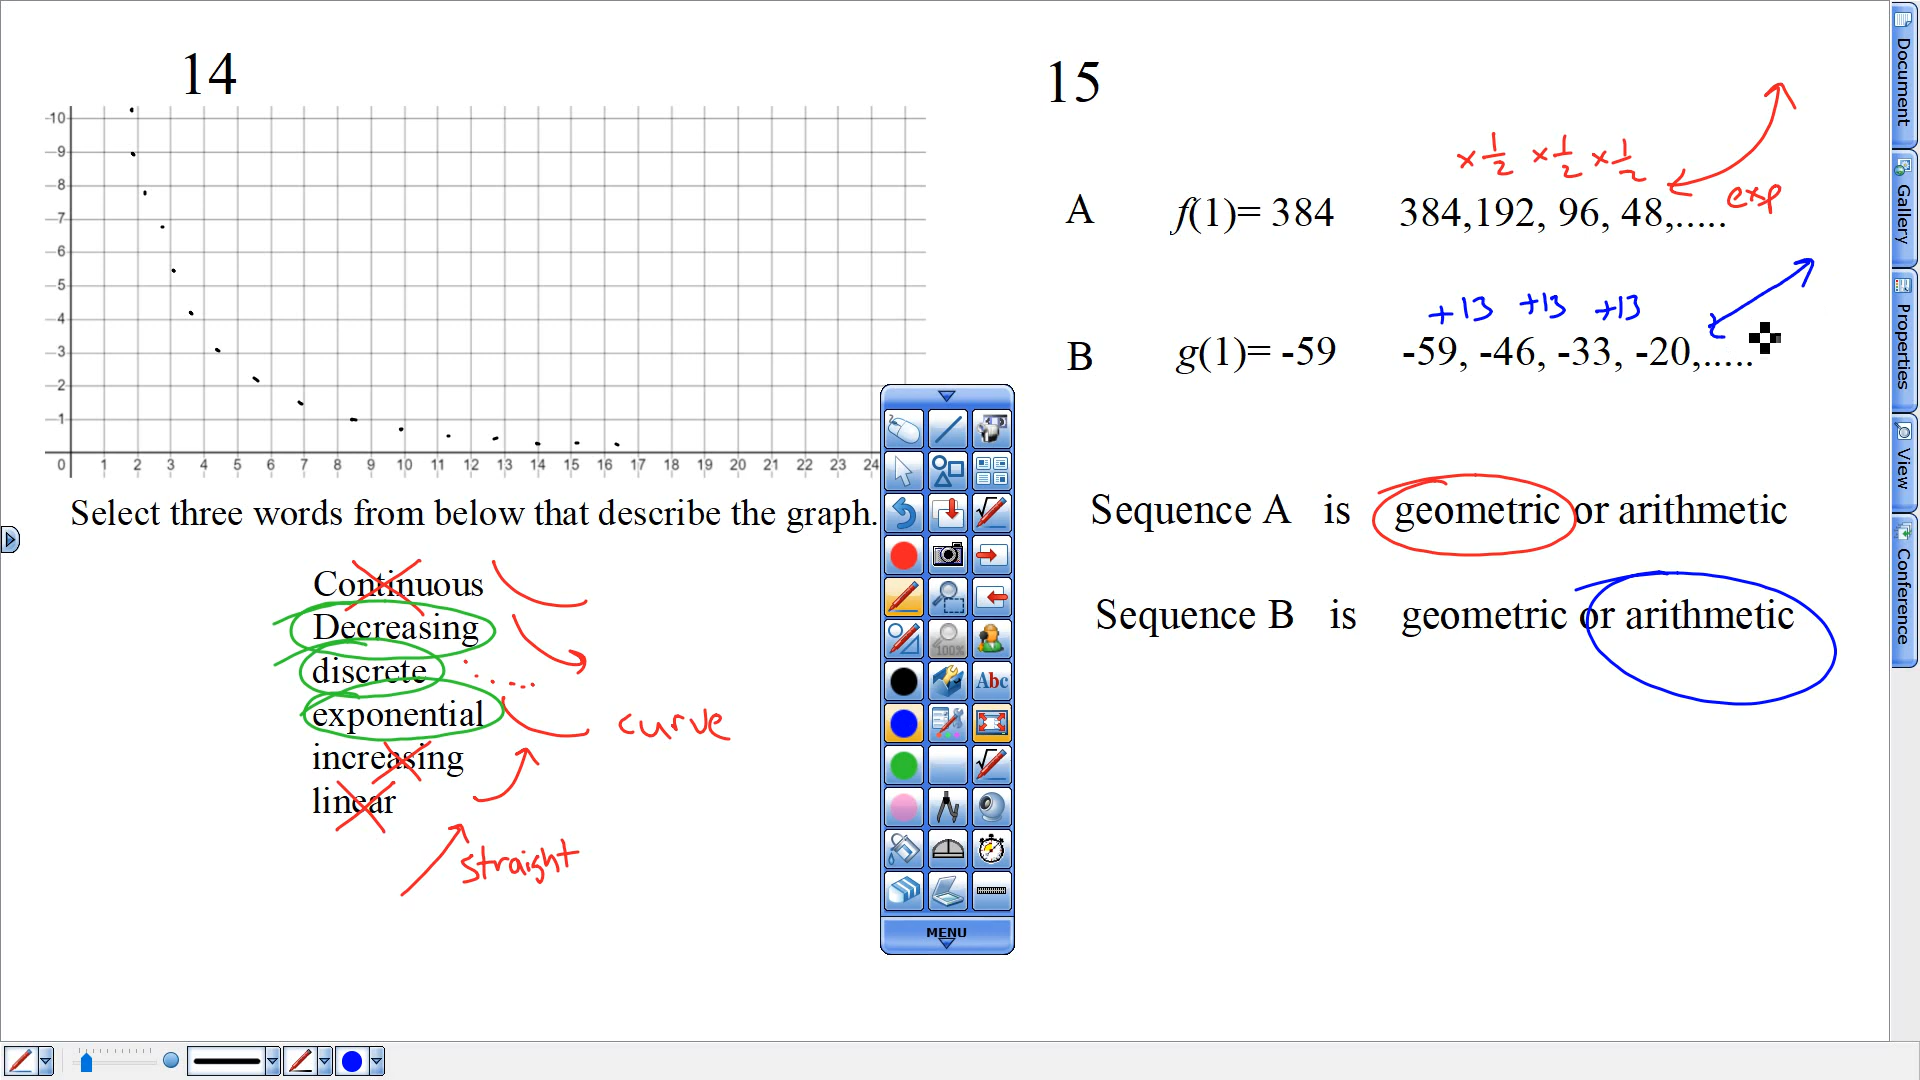 14
10
9
8
7
6
5
4
3
2
1
0 1 2 3 4 5 6 7 8 9 10 11 12 13 14 15 16 17 18 19 20 21 22 23 24
Select three words from below that describe the graph.
Continuous
Decreasing
discrete
exponential
curve
increasing
linear
straight
15
×1/2 ×1/2 ×1/2
A f(1)= 384 384,192, 96, 48,..... exp
+13 +13 +13
B g(1)= -59 -59, -46, -33, -20,.....
Sequence A is geometric or arithmetic
Sequence B is geometric or arithmetic
100%
Abc
MENU
Document
Gallery
Properties
View
Conference